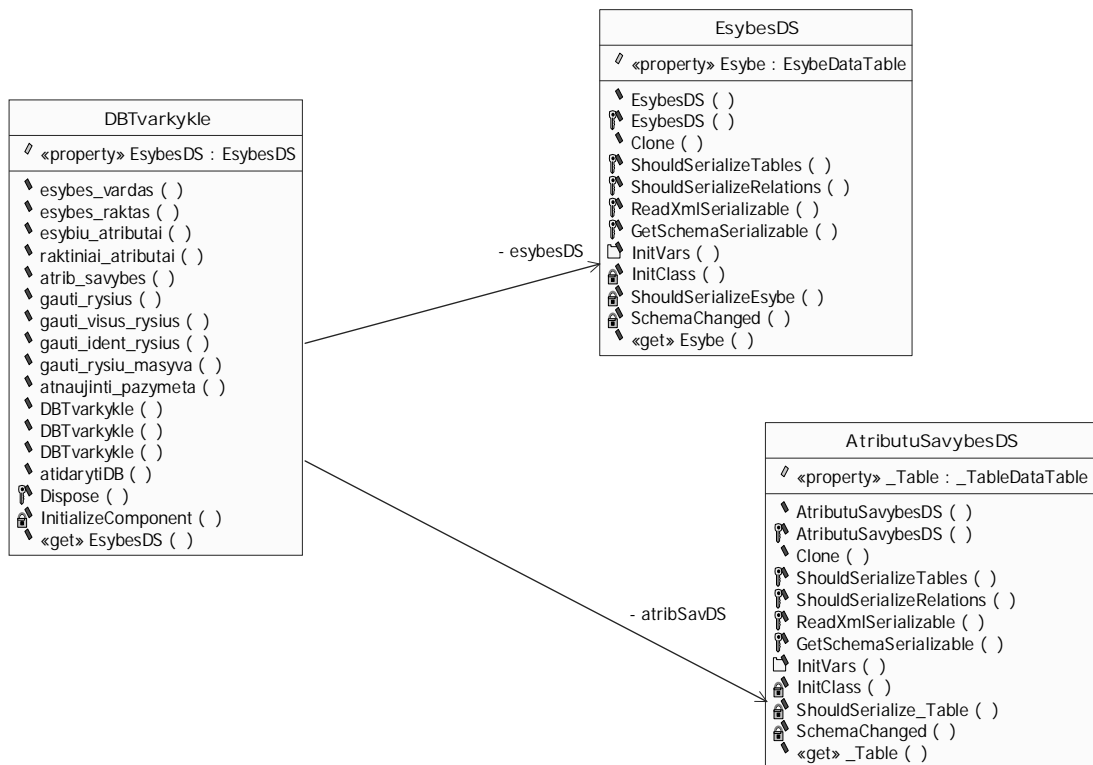 DBTvarkykle
«property» EsybesDS : EsybesDS
esybes_vardas ( )
esybes_raktas ( )
esybiu_atributai ( )
raktiniai_atributai ( )
atrib_savybes ( )
gauti_rysius ( )
gauti_visus_rysius ( )
gauti_ident_rysius ( )
gauti_rysiu_masyva ( )
atnaujinti_pazymeta ( )
DBTvarkykle ( )
DBTvarkykle ( )
DBTvarkykle ( )
atidarytiDB ( )
Dispose ( )
InitializeComponent ( )
«get» EsybesDS ( )
- esybesDS
EsybesDS
«property» Esybe : EsybeDataTable
EsybesDS ( )
EsybesDS ( )
Clone ( )
ShouldSerializeTables ( )
ShouldSerializeRelations ( )
ReadXmlSerializable ( )
GetSchemaSerializable ( )
InitVars ( )
InitClass ( )
ShouldSerializeEsybe ( )
SchemaChanged ( )
«get» Esybe ( )
- atribSavDS
AtributuSavybesDS
«property» _Table : _TableDataTable
AtributuSavybesDS ( )
AtributuSavybesDS ( )
Clone ( )
ShouldSerializeTables ( )
ShouldSerializeRelations ( )
ReadXmlSerializable ( )
GetSchemaSerializable ( )
InitVars ( )
InitClass ( )
ShouldSerialize_Table ( )
SchemaChanged ( )
«get» _Table ( )